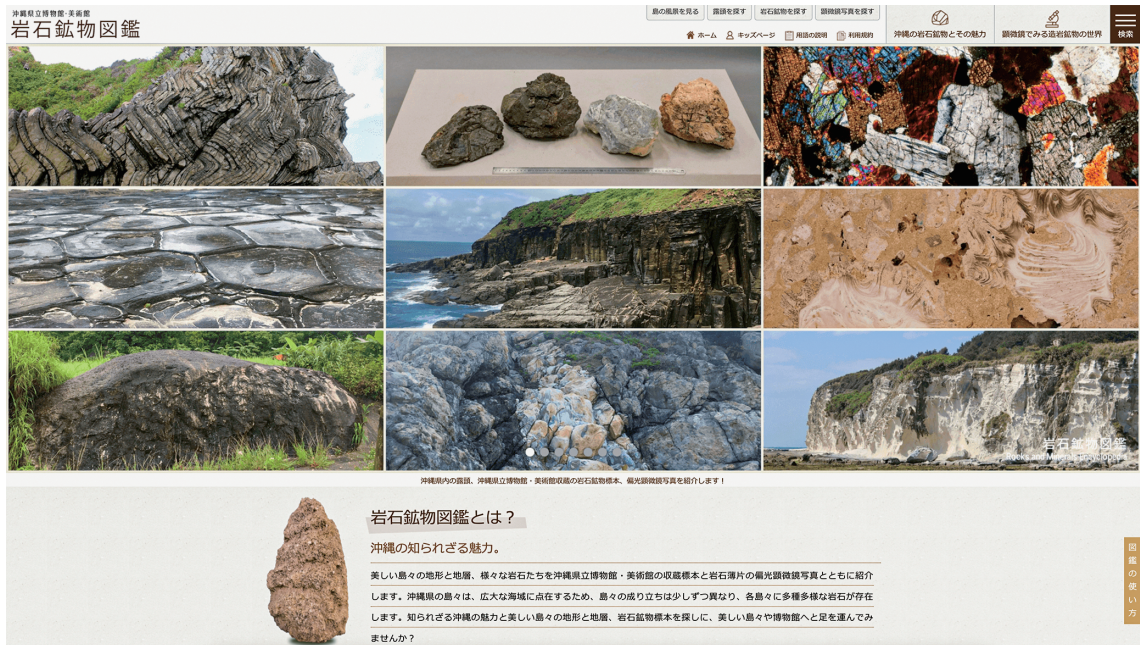 沖縄県立博物館・美術館
岩石鉱物図鑑
島の風景を見る
露頭を探す
岩石鉱物を探す
顕微鏡写真を探す
ホーム
キッズページ
用語の説明
利用規約
沖縄の岩石鉱物とその魅力
顕微鏡でみる造岩鉱物の世界
検索
岩石鉱物図鑑
Rocks and Minerals Encyclopedia
沖縄県内の露頭、沖縄県立博物館・美術館収蔵の岩石鉱物標本、偏光顕微鏡写真を紹介します！
岩石鉱物図鑑とは？
沖縄の知られざる魅力。
美しい島々の地形と地層、様々な岩石たちを沖縄県立博物館・美術館の収蔵標本と岩石薄片の偏光顕微鏡写真とともに紹介
します。沖縄県の島々は、広大な海域に点在するため、島々の成り立ちは少しずつ異なり、各島々に多種多様な岩石が存在
します。知られざる沖縄の魅力と美しい島々の地形と地層、岩石鉱物標本を探しに、美しい島々や博物館へと足を運んでみ
ませんか？
図鑑の使い方